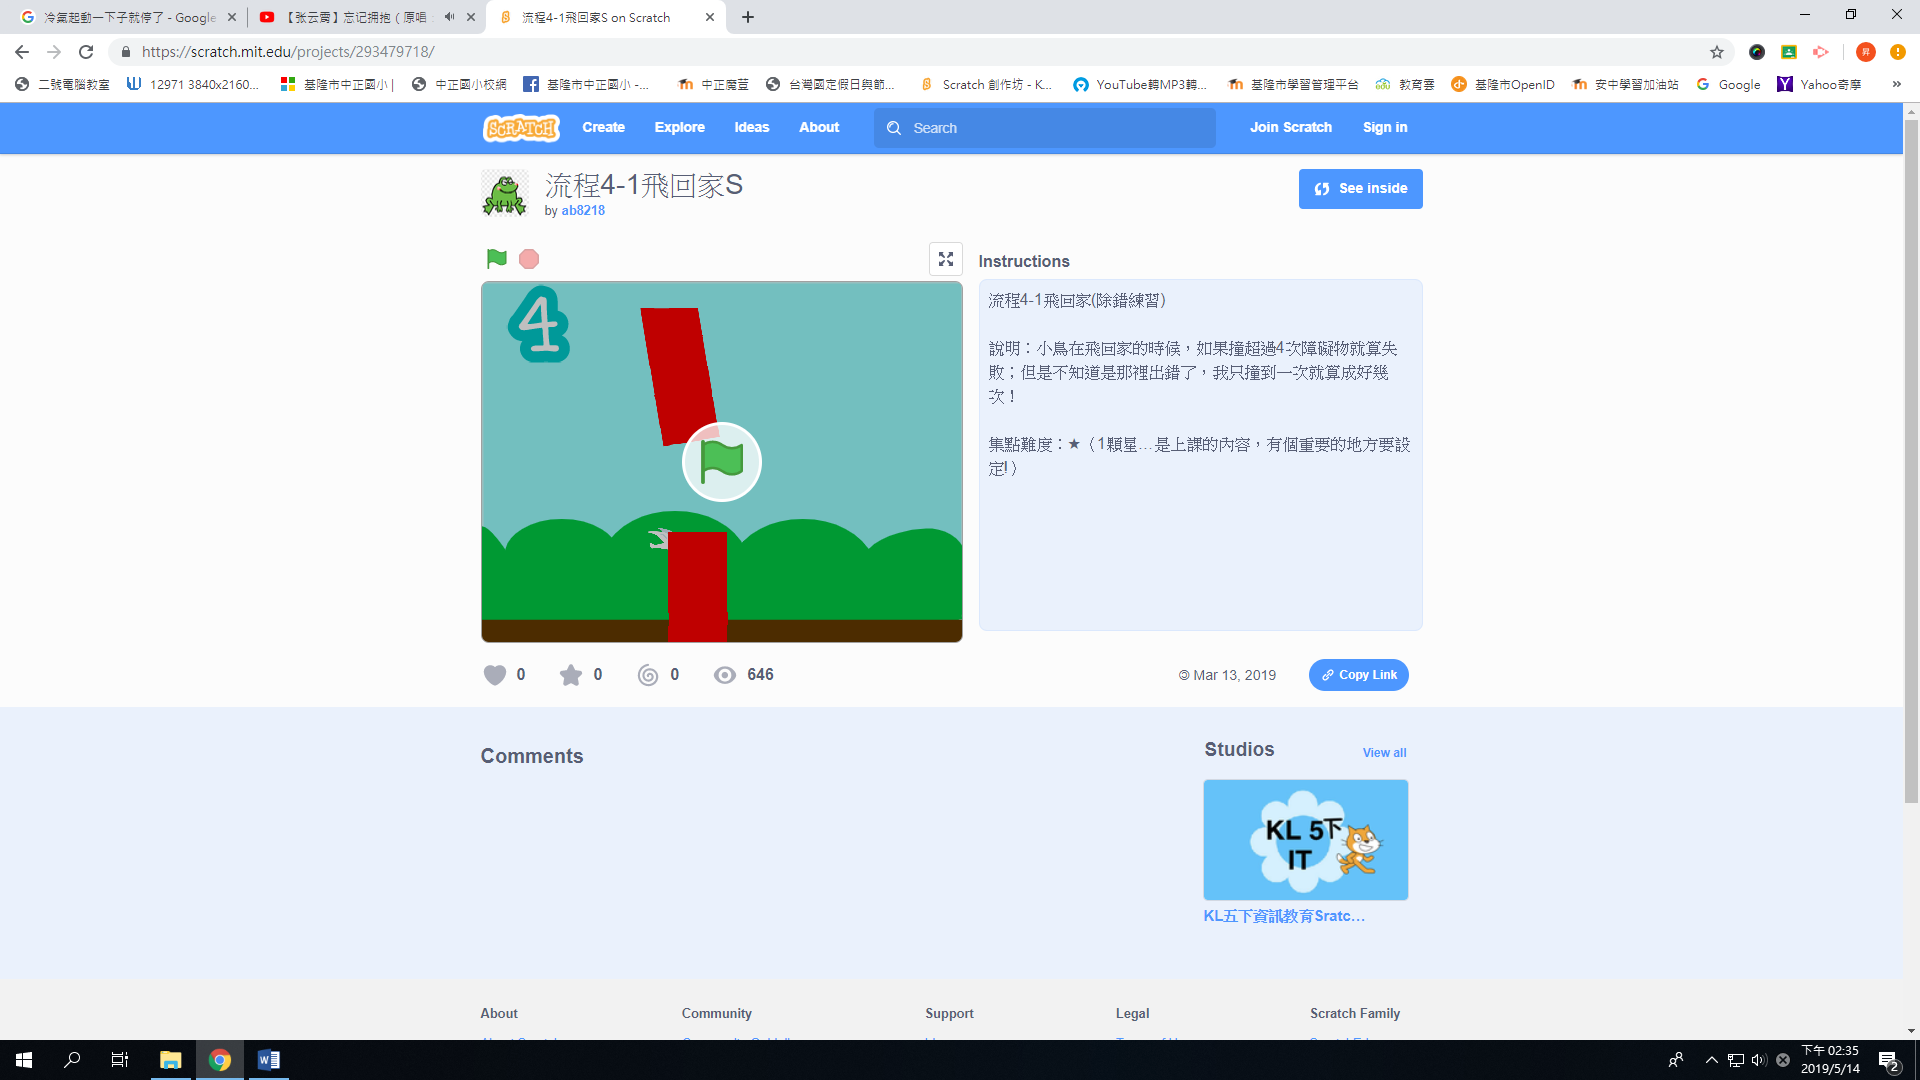 冷氣起動一下子就停了 - Google
【张云雷】忘记拥抱（原唱：
流程4-1飛回家S on Scratch
https://scratch.mit.edu/projects/293479718/
昇
二號電腦教室
12971 3840x2160...
基隆市中正國小 |
中正國小校網
基隆市中正國小 -...
中正魔荳
台灣國定假日與節...
Scratch 創作坊 - K...
YouTube轉MP3轉...
基隆市學習管理平台
教育雲
基隆市OpenID
安中學習加油站
Google
Yahoo奇摩
»
SCRATCH
Create
Explore
Ideas
About
Search
Join Scratch
Sign in
流程4-1飛回家S
by ab8218
See inside
Instructions
4
流程4-1飛回家(除錯練習)
說明：小鳥在飛回家的時候，如果撞超過4次障礙物就算失
敗；但是不知道是那裡出錯了，我只撞到一次就算成好幾
次！
集點難度：★（1顆星…是上課的內容，有個重要的地方要設
定!）
0
0
0
646
© Mar 13, 2019
Copy Link
Comments
Studios
View all
KL 5下
IT
KL五下資訊教育Sratc...
About
Community
Support
Legal
Scratch Family
下午 02:35
2019/5/14
2